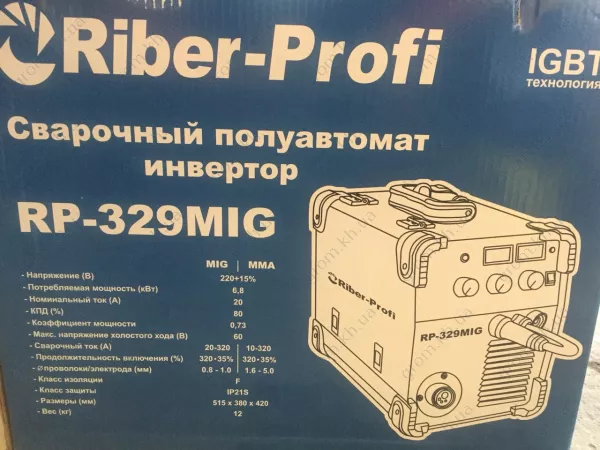 Riber-Profi
IGBT
технология
Сварочный полуавтомат
инвертор
RP-329MIG
MIG | MMA
- Напряжение (В) 220+15%
- Потребляемая мощность (кВт) 6,8
- Номинальный ток (А) 20
- КПД (%) 80
- Коэффициент мощности 0,73
- Макс. напряжение холостого хода (В) 60
- Сварочный ток (А) 20-320 10-320
- Продолжительность включения (%) 320÷35% 320÷35%
- ⌀ проволоки/электрода (мм) 0.8 - 1.0 1.6 - 5.0
- Класс изоляции F
- Класс защиты IP21S
- Размеры (мм) 515 x 380 x 420
- Вес (кг) 12
Riber-Profi
RP-329MIG
grom.kh.ua